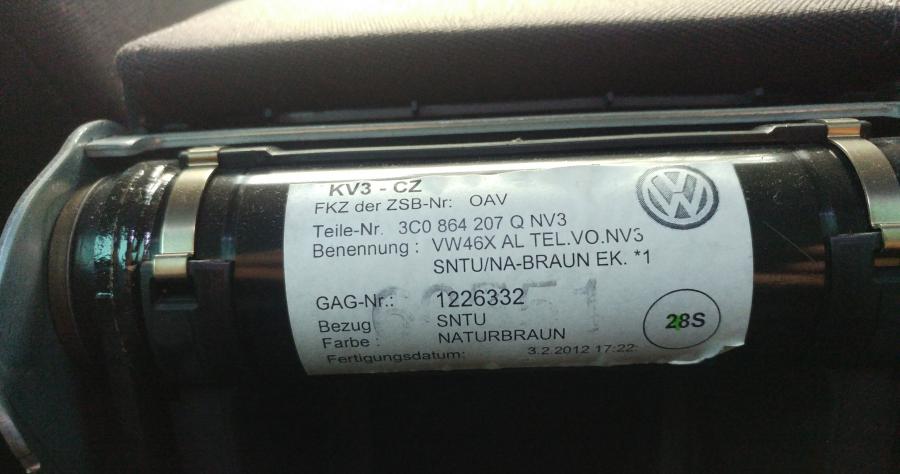 KV3 - CZ
FKZ der ZSB-Nr: OAV
Teile-Nr. 3C0 864 207 Q NV3
Benennung : VW46X AL TEL.VO.NV3
SNTU/NA-BRAUN EK. *1
GAG-Nr.: 1226332
Bezug SNTU
Farbe : NATURBRAUN
Fertigungsdatum: 3.2.2012 17:22
28S